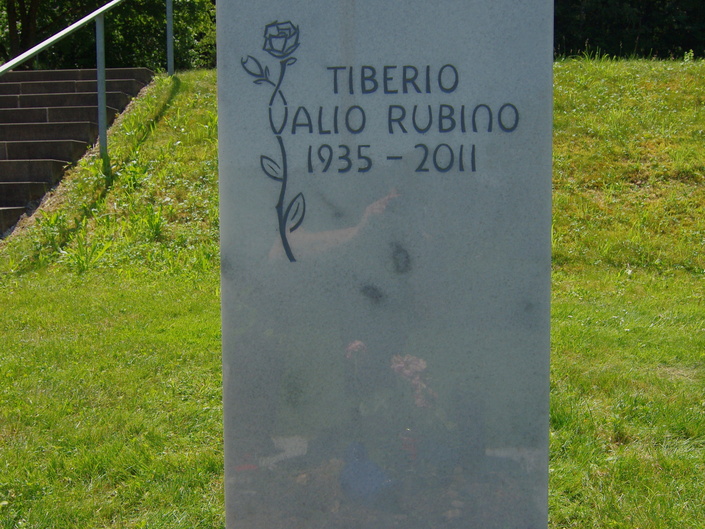 TIBERIO
VALIO RUBINO
1935 - 2011